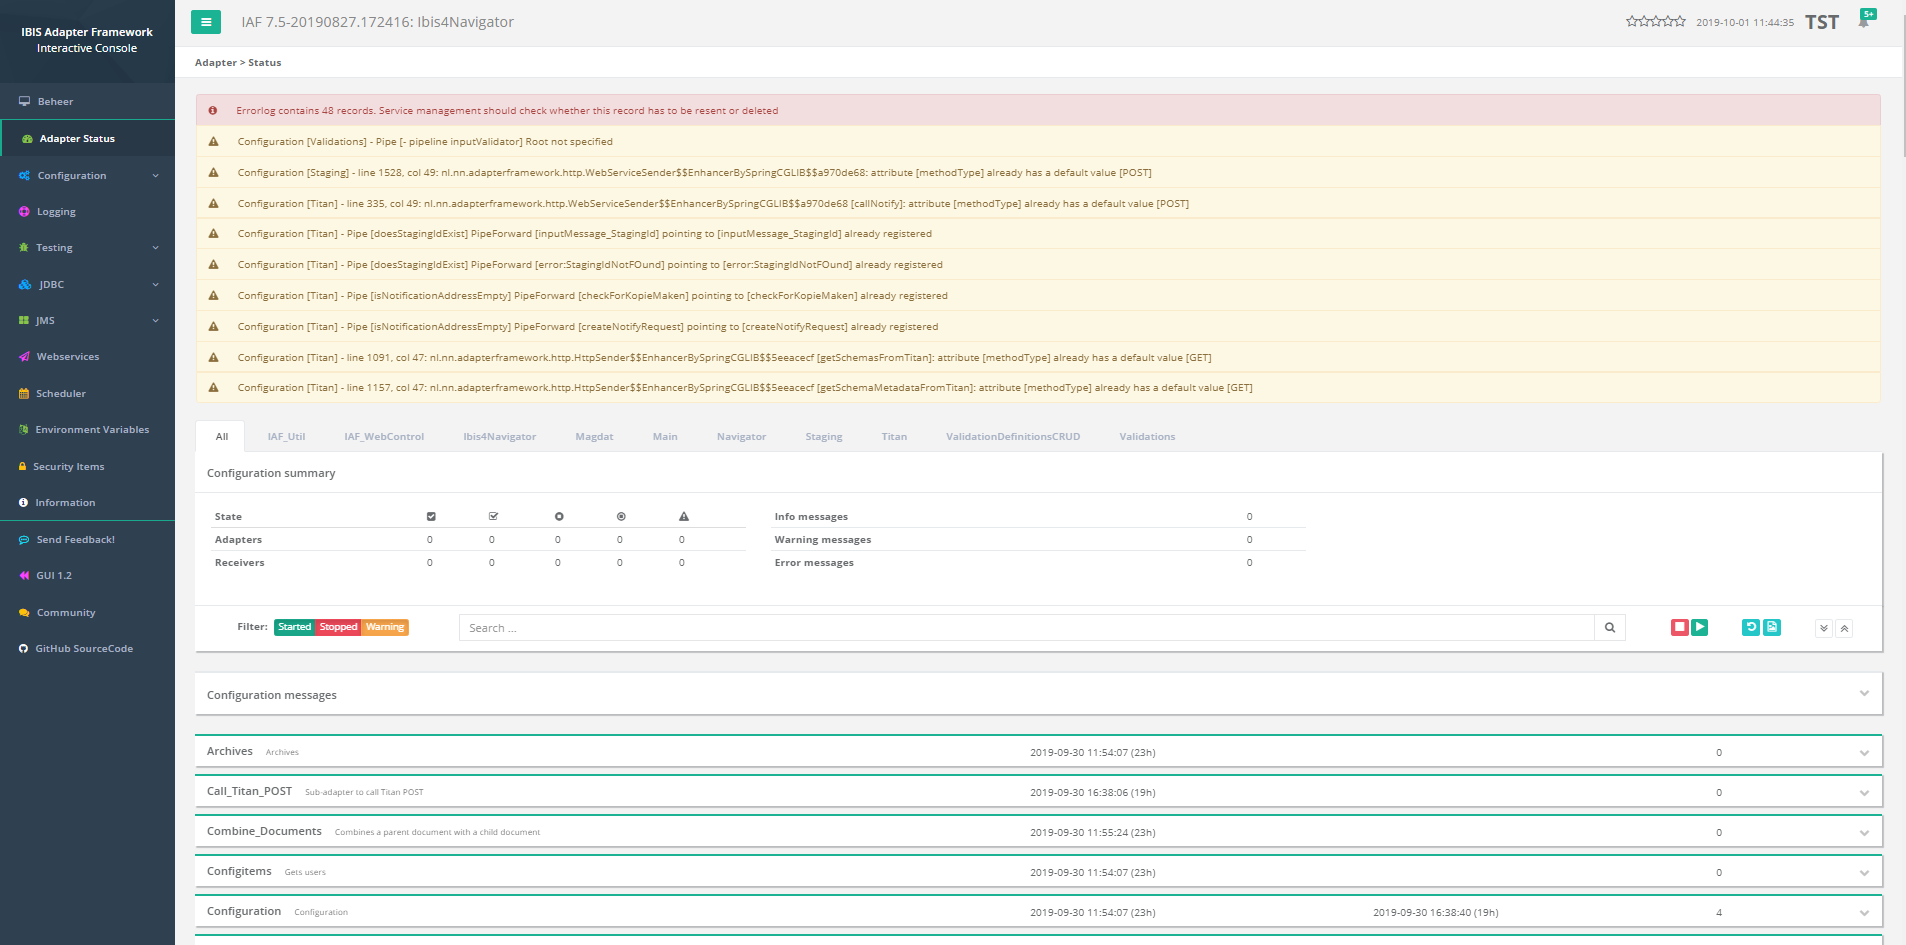 IBIS Adapter Framework
Interactive Console
Beheer
Adapter Status
Configuration
Logging
Testing
JDBC
JMS
Webservices
Scheduler
Environment Variables
Security Items
Information
Send Feedback!
GUI 1.2
Community
GitHub SourceCode
IAF 7.5-20190827.172416: Ibis4Navigator
2019-10-01 11:44:35 TST 5+
Adapter > Status
Errorlog contains 48 records. Service management should check whether this record has to be resent or deleted
Configuration [Validations] - Pipe [- pipeline inputValidator] Root not specified
Configuration [Staging] - line 1528, col 49: nl.nn.adapterframework.http.WebServiceSender$$EnhancerBySpringCGLIB$$a970de68: attribute [methodType] already has a default value [POST]
Configuration [Titan] - line 335, col 49: nl.nn.adapterframework.http.WebServiceSender$$EnhancerBySpringCGLIB$$a970de68 [callNotify]: attribute [methodType] already has a default value [POST]
Configuration [Titan] - Pipe [doesStagingIdExist] PipeForward [inputMessage_StagingId] pointing to [inputMessage_StagingId] already registered
Configuration [Titan] - Pipe [doesStagingIdExist] PipeForward [error:StagingIdNotFOund] pointing to [error:StagingIdNotFOund] already registered
Configuration [Titan] - Pipe [isNotificationAddressEmpty] PipeForward [checkForKopieMaken] pointing to [checkForKopieMaken] already registered
Configuration [Titan] - Pipe [isNotificationAddressEmpty] PipeForward [createNotifyRequest] pointing to [createNotifyRequest] already registered
Configuration [Titan] - line 1091, col 47: nl.nn.adapterframework.http.HttpSender$$EnhancerBySpringCGLIB$$5eeacecf [getSchemasFromTitan]: attribute [methodType] already has a default value [GET]
Configuration [Titan] - line 1157, col 47: nl.nn.adapterframework.http.HttpSender$$EnhancerBySpringCGLIB$$5eeacecf [getSchemaMetadataFromTitan]: attribute [methodType] already has a default value [GET]
All IAF_Util IAF_WebControl Ibis4Navigator Magdat Main Navigator Staging Titan ValidationDefinitionsCRUD Validations
Configuration summary
State
Adapters 0 0 0 0 0
Receivers 0 0 0 0 0
Info messages 0
Warning messages 0
Error messages 0
Filter: Started Stopped Warning Search ...
Configuration messages
Archives Archives 2019-09-30 11:54:07 (23h) 0
Call_Titan_POST Sub-adapter to call Titan POST 2019-09-30 16:38:06 (19h) 0
Combine_Documents Combines a parent document with a child document 2019-09-30 11:55:24 (23h) 0
Configitems Gets users 2019-09-30 11:54:07 (23h) 0
Configuration Configuration 2019-09-30 11:54:07 (23h) 2019-09-30 16:38:40 (19h) 4